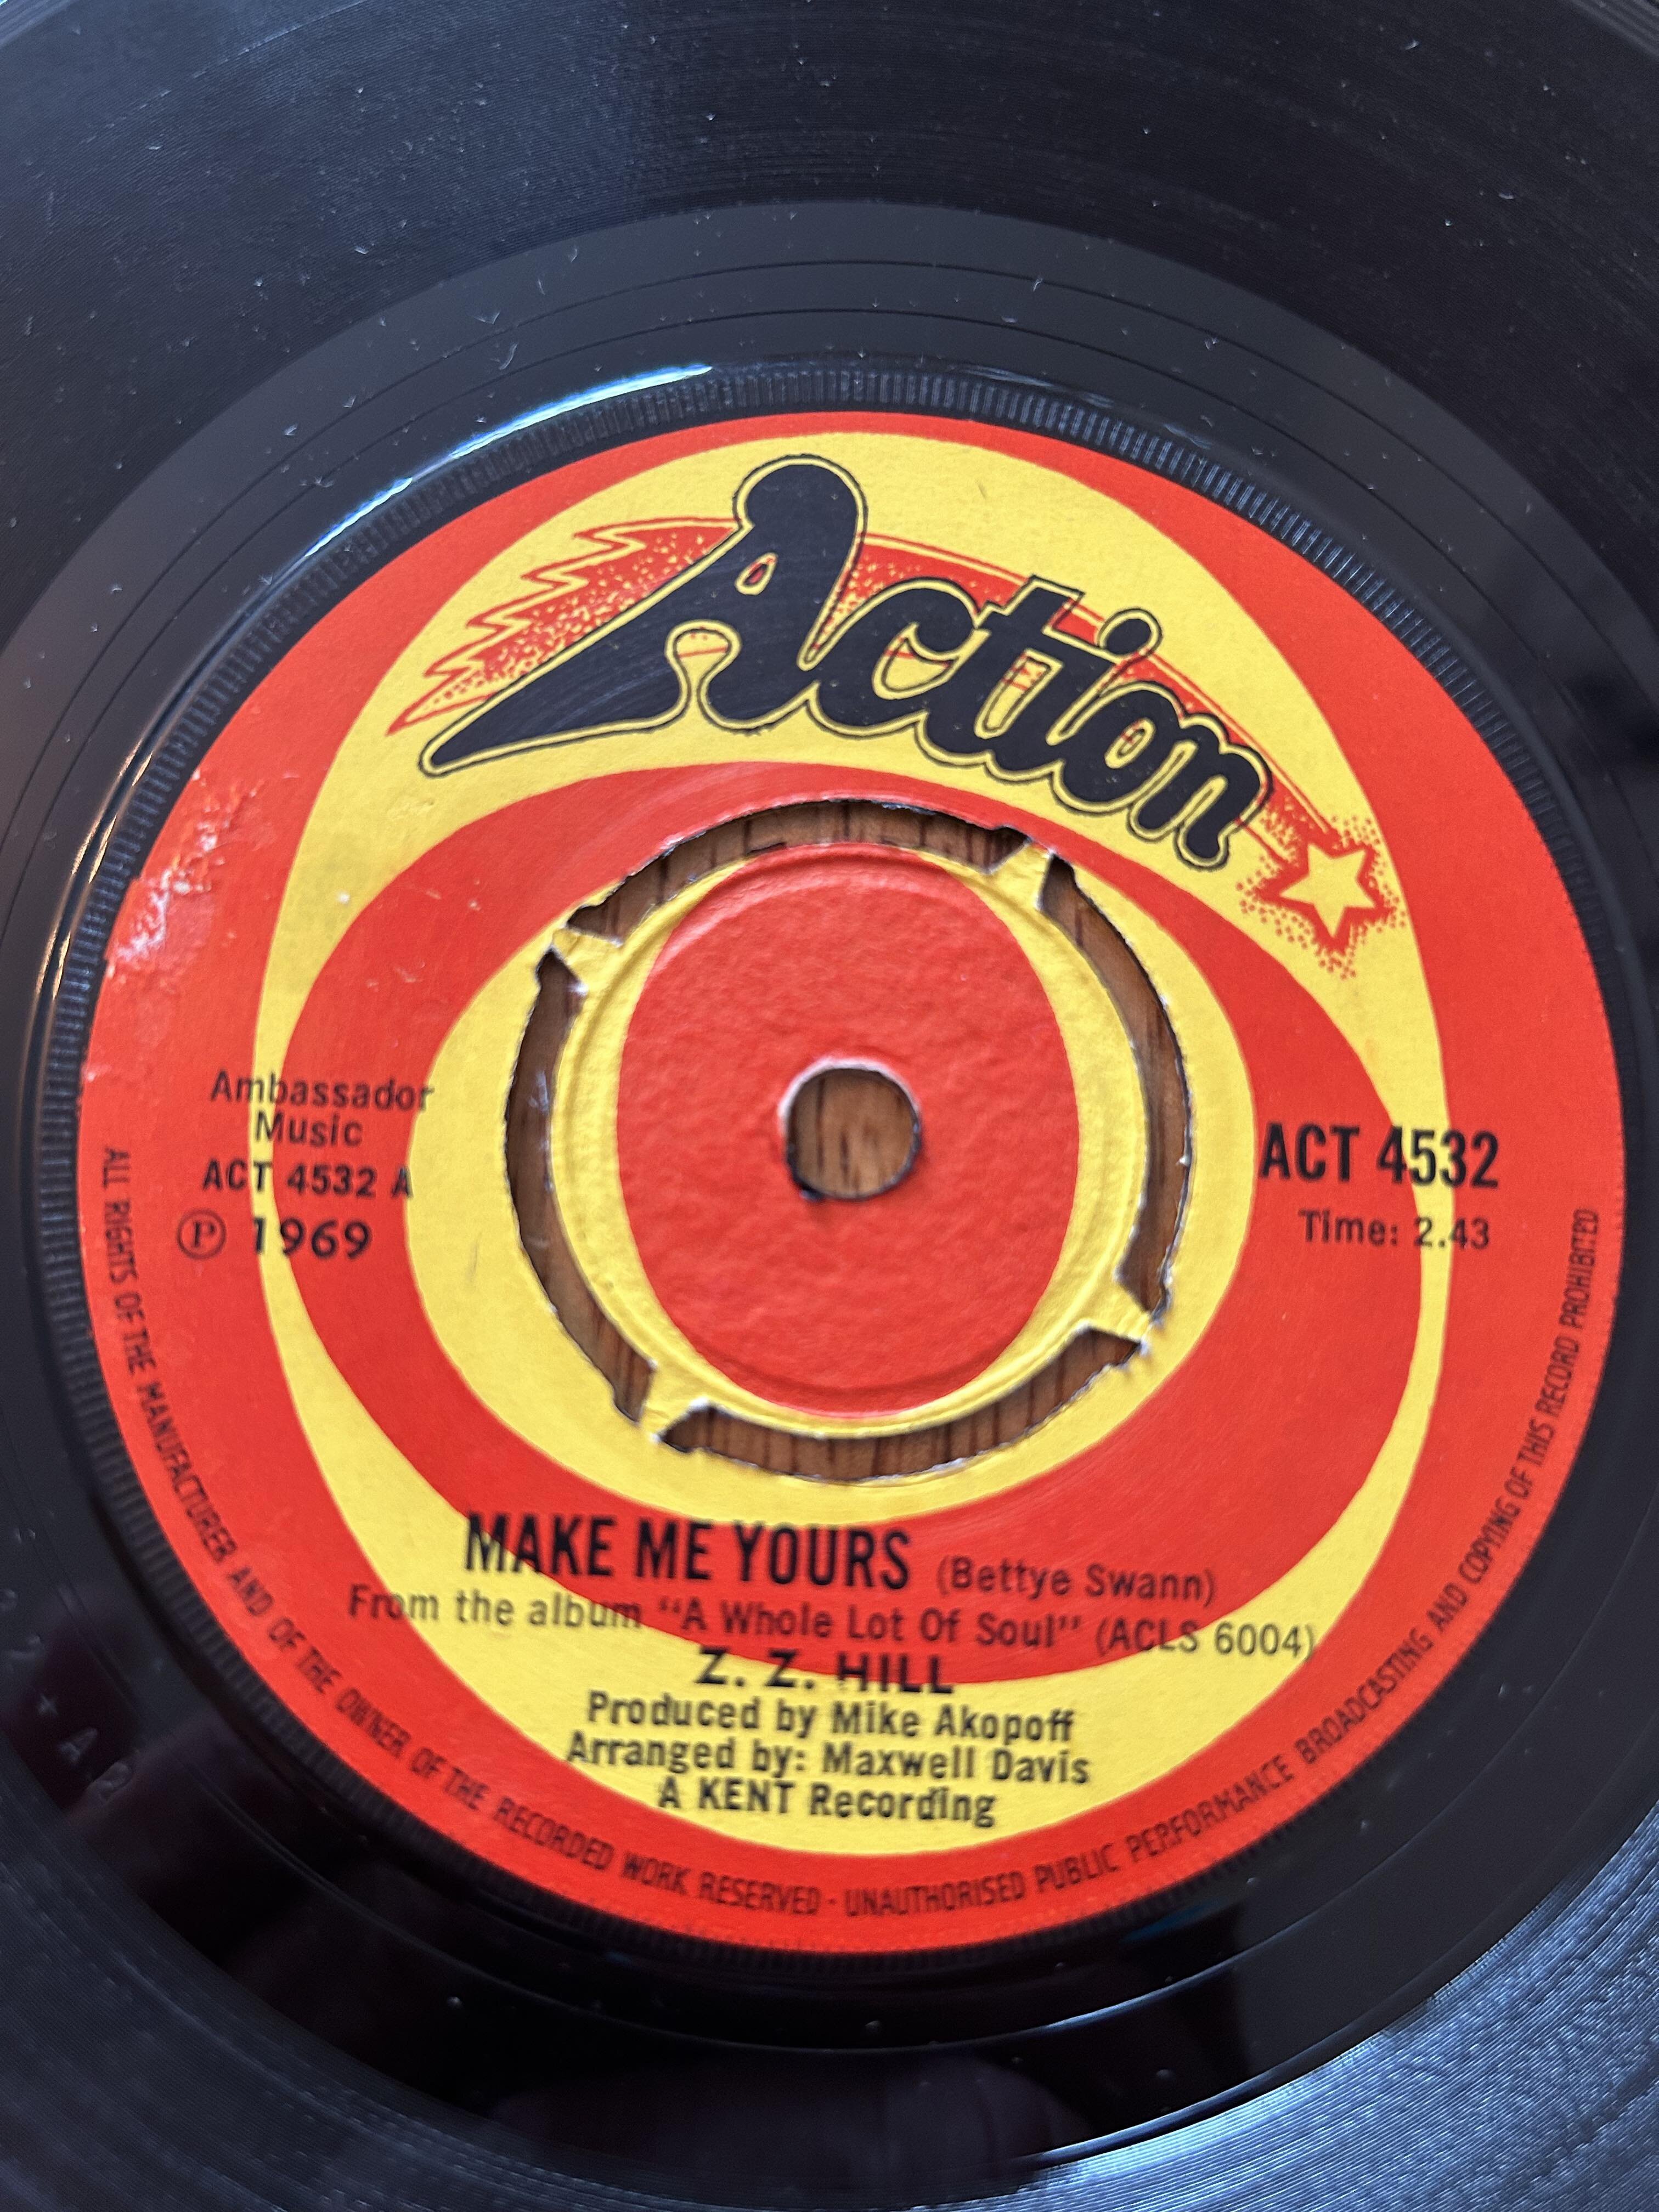 Action
Ambassador
Music
ACT 4532 A
Ⓟ 1969
ACT 4532
Time: 2.43
MAKE ME YOURS (Bettye Swann)
From the album "A Whole Lot Of Soul" (ACLS 6004)
Z. Z. HILL
Produced by Mike Akopoff
Arranged by: Maxwell Davis
A KENT Recording
ALL RIGHTS OF THE MANUFACTURER AND OF THE OWNER OF THE RECORDED WORK RESERVED - UNAUTHORISED PUBLIC PERFORMANCE BROADCASTING AND COPYING OF THIS RECORD PROHIBITED